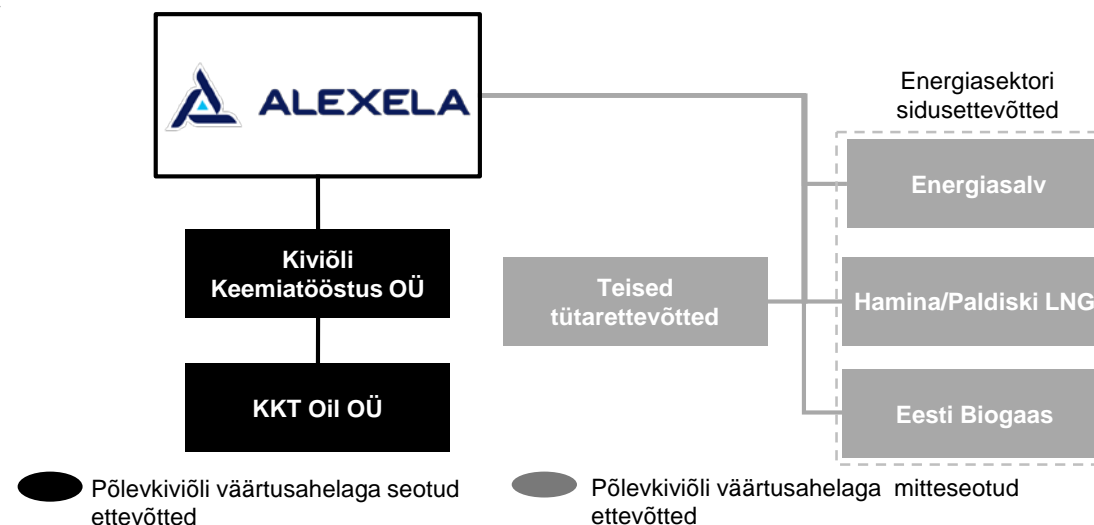 ALEXELA
Energiasektori
sidusettevõtted
Energiasalv
Kiviõli
Keemiatööstus OÜ
Teised
tütarettevõtted
Hamina/Paldiski LNG
KKT Oil OÜ
Eesti Biogaas
Põlevkiviõli väärtusahelaga seotud
ettevõtted
Põlevkiviõli väärtusahelaga mitteseotud
ettevõtted